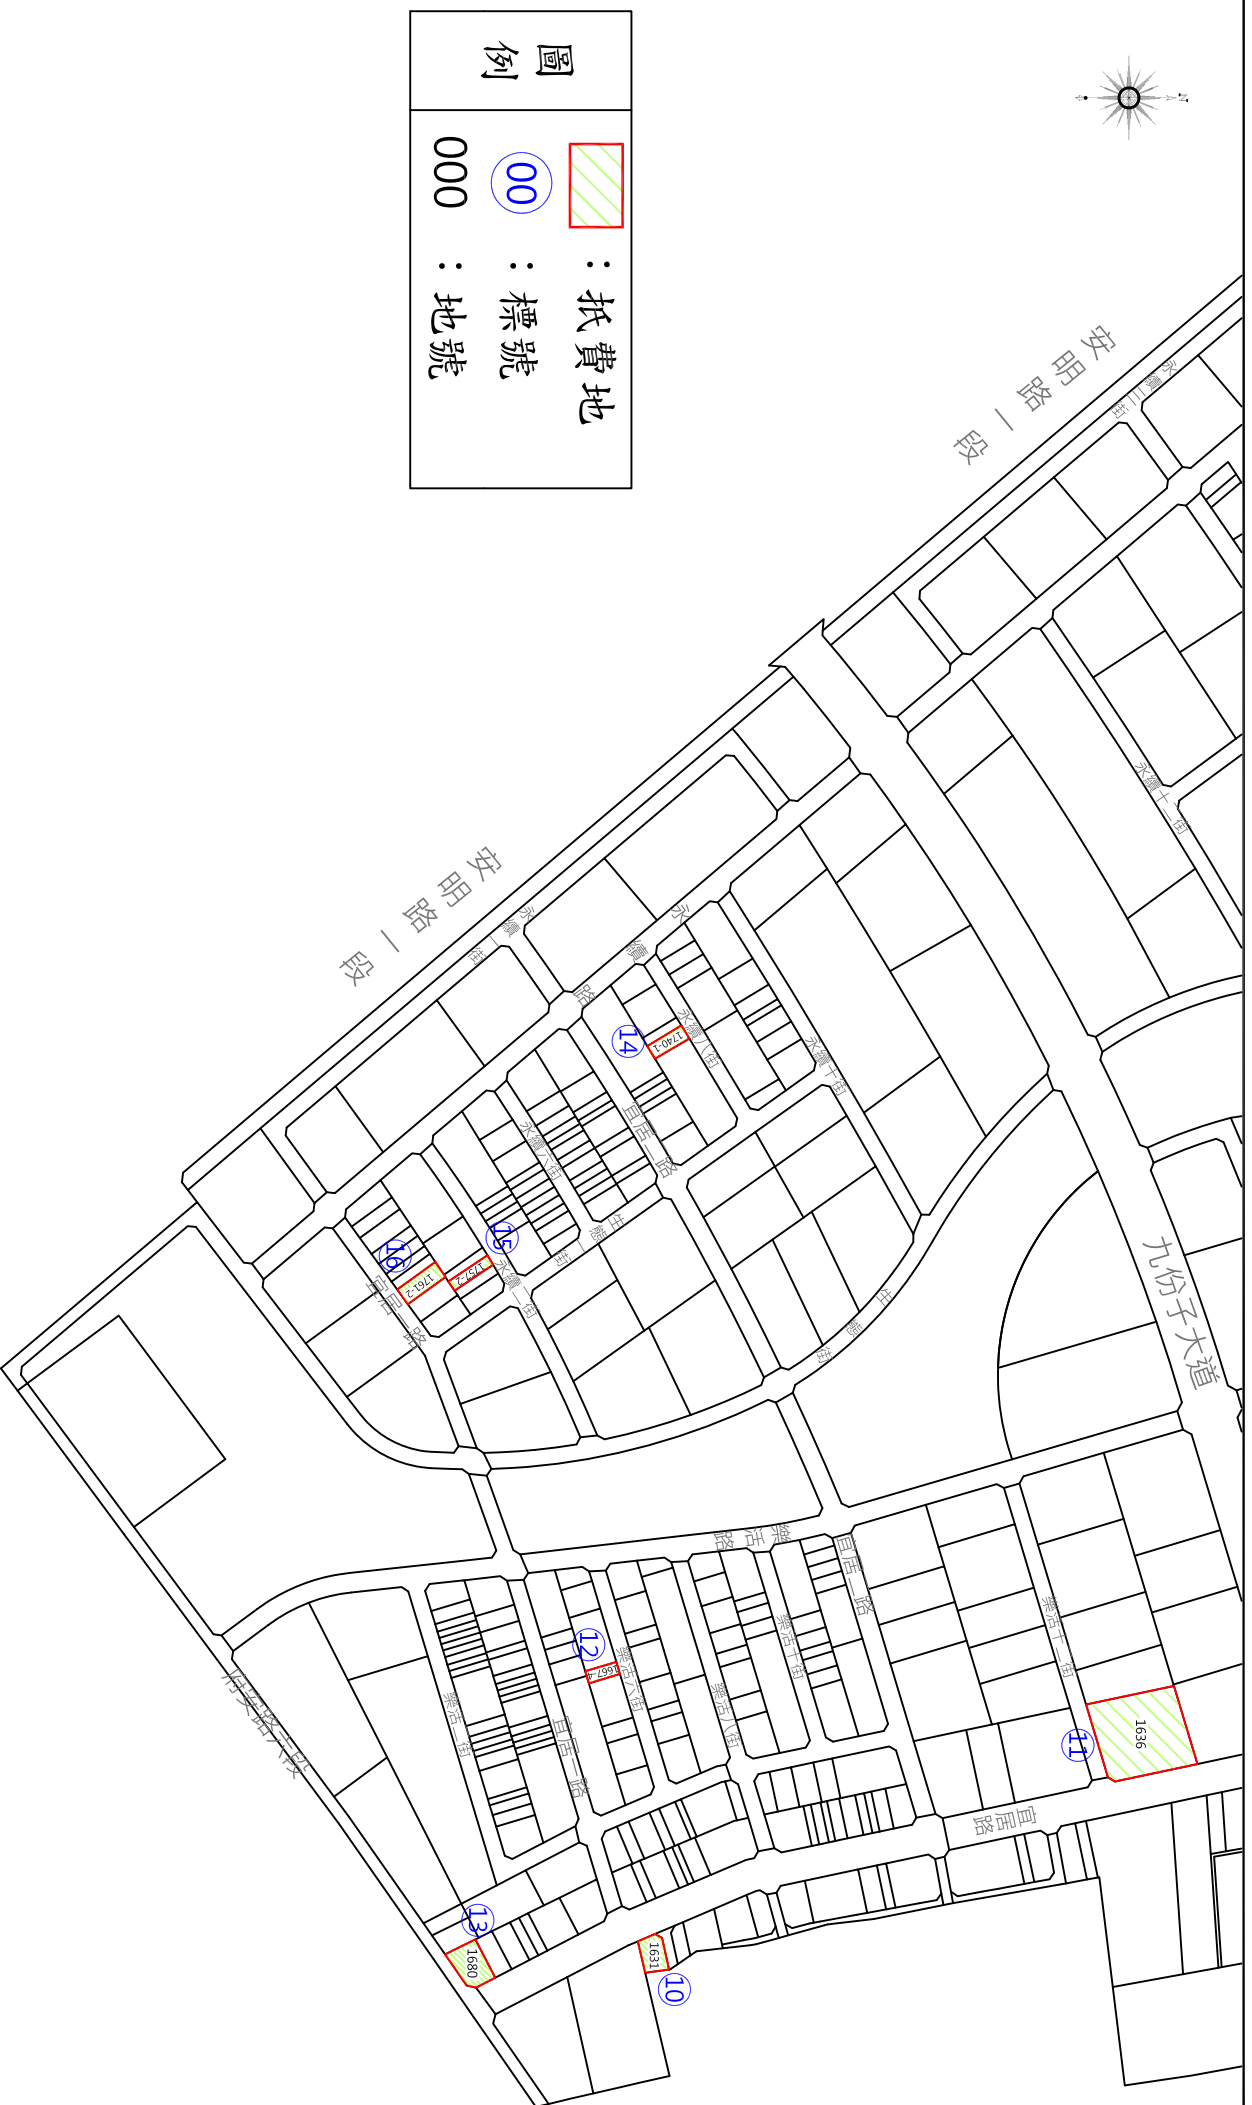 圖例
：抵費地
00：標號
000：地號
N
安明路一段
永續三街
永續十二街
九份子大道
安明路一段
永續一街
永續路
永續八街
永續十街
14
1740-1
宜居二路
永續六街
生態一街
15
1757-2
永續二街
16
1761-2
宜居一路
生態街
樂活路
宜居二路
樂活十二街
11
1636
樂活十街
12
1667-4
樂活六街
樂活八街
樂活一街
宜居一路
府安路六段
宜居路
13
1680
1631
10